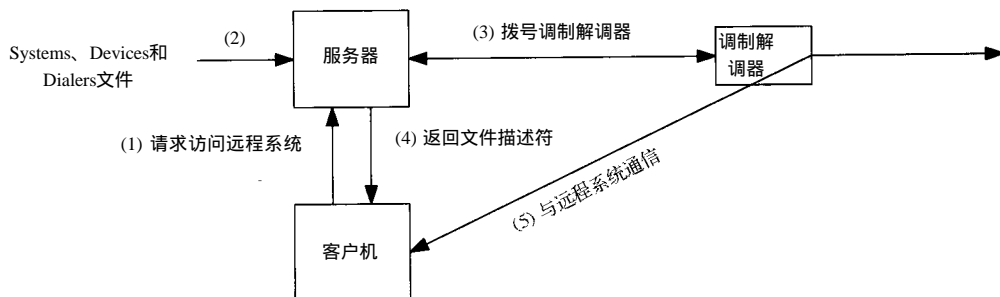 (2)
(3) 拨号调制解调器
Systems、Devices和
Dialers文件
服务器
调制解
调器
(1) 请求访问远程系统
(4) 返回文件描述符
(5) 与远程系统通信
客户机